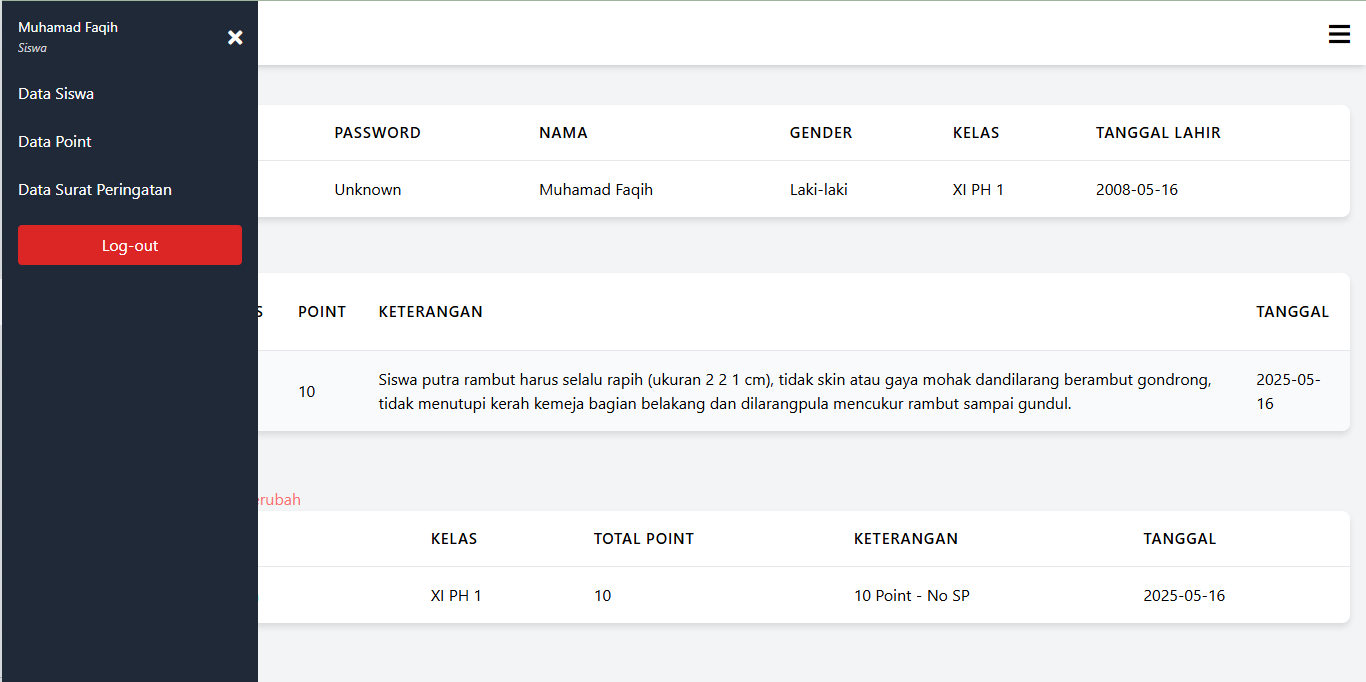 Muhamad Faqih
Siswa
Data Siswa
Data Point
Data Surat Peringatan
Log-out
PASSWORD NAMA GENDER KELAS TANGGAL LAHIR
Unknown Muhamad Faqih Laki-laki XI PH 1 2008-05-16
S POINT KETERANGAN TANGGAL
10 Siswa putra rambut harus selalu rapih (ukuran 2 2 1 cm), tidak skin atau gaya mohak dandilarang berambut gondrong, 2025-05-
tidak menutupi kerah kemeja bagian belakang dan dilarangpula mencukur rambut sampai gundul. 16
erubah
KELAS TOTAL POINT KETERANGAN TANGGAL
XI PH 1 10 10 Point - No SP 2025-05-16